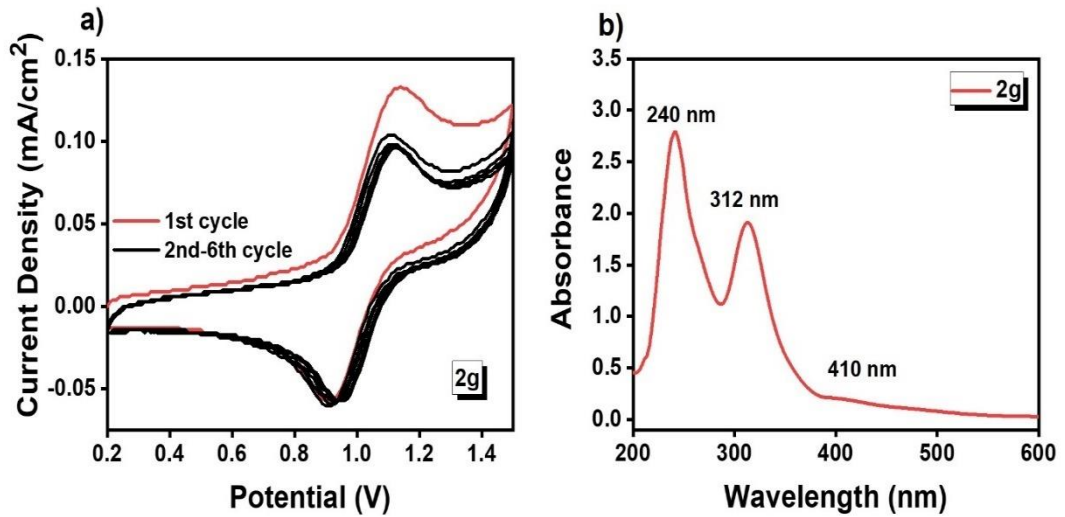 a)
Current Density (mA/cm²)
0.15
0.10
0.05
0.00
-0.05
1st cycle
2nd-6th cycle
2g
0.2 0.4 0.6 0.8 1.0 1.2 1.4
Potential (V)
b)
Absorbance
3.5
3.0
2.5
2.0
1.5
1.0
0.5
0.0
2g
240 nm
312 nm
410 nm
200 300 400 500 600
Wavelength (nm)